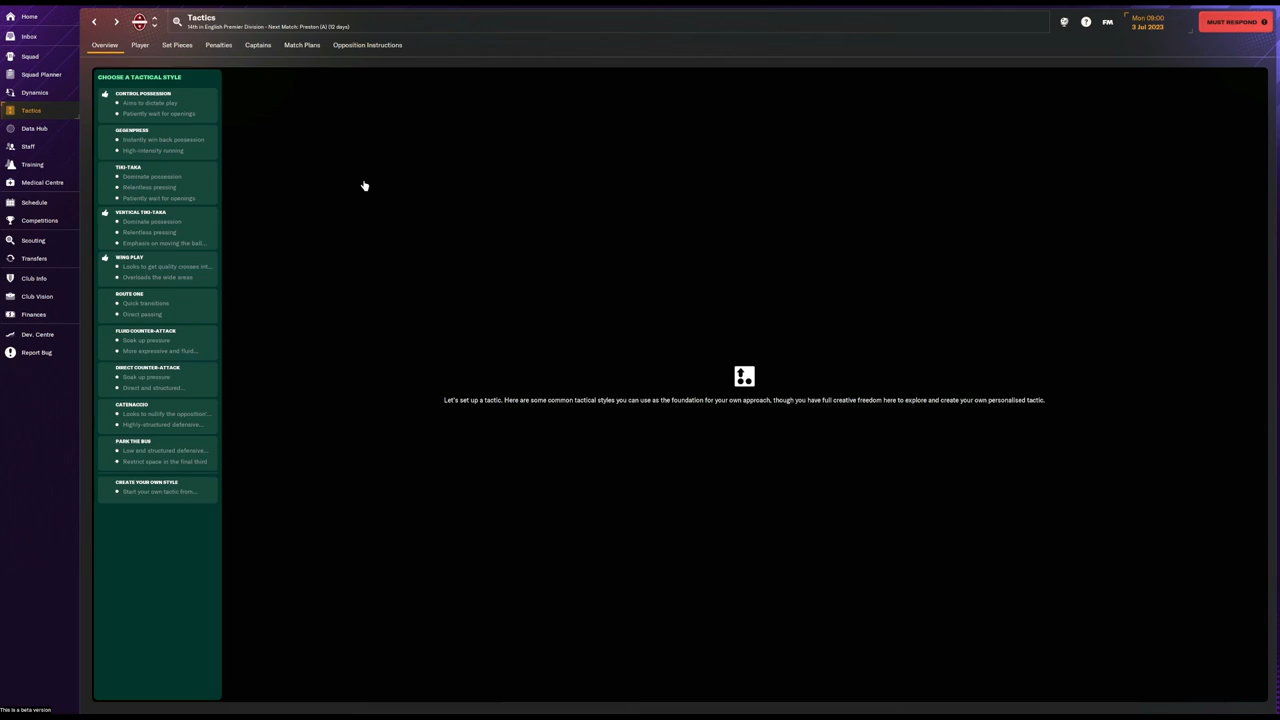 Home
Inbox
Squad
Squad Planner
Dynamics
Tactics
Data Hub
Staff
Training
Medical Centre
Schedule
Competitions
Scouting
Transfers
Club Info
Club Vision
Finances
Dev. Centre
Report Bug
This is a beta version
Tactics
14th in English Premier Division - Next Match: Preston (A) (12 days)
FM
Mon 09:00
3 Jul 2023
MUST RESPOND
Overview
Player
Set Pieces
Penalties
Captains
Match Plans
Opposition Instructions
CHOOSE A TACTICAL STYLE
CONTROL POSSESSION
Aims to dictate play
Patiently wait for openings
GEGENPRESS
Instantly win back possession
High-intensity running
TIKI-TAKA
Dominate possession
Relentless pressing
Patiently wait for openings
VERTICAL TIKI-TAKA
Dominate possession
Relentless pressing
Emphasis on moving the ball...
WING PLAY
Looks to get quality crosses int...
Overloads the wide areas
ROUTE ONE
Quick transitions
Direct passing
FLUID COUNTER-ATTACK
Soak up pressure
More expressive and fluid...
DIRECT COUNTER-ATTACK
Soak up pressure
Direct and structured...
CATENACCIO
Looks to nullify the opposition'...
Highly-structured defensive...
PARK THE BUS
Low and structured defensive...
Restrict space in the final third
CREATE YOUR OWN STYLE
Start your own tactic from...
Let's set up a tactic. Here are some common tactical styles you can use as the foundation for your own approach, though you have full creative freedom here to explore and create your own personalised tactic.